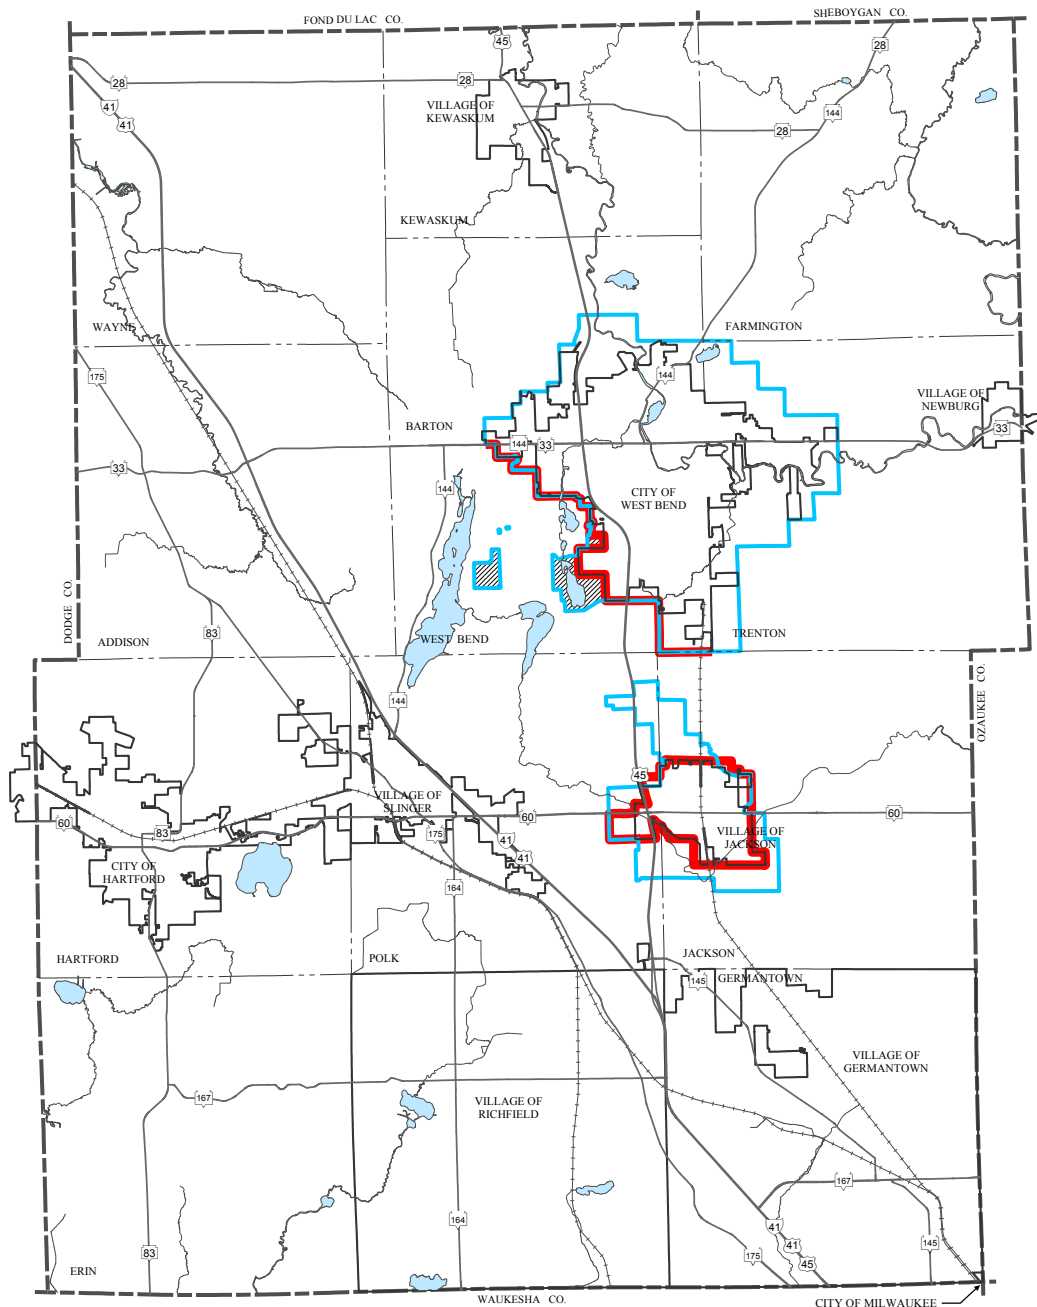 FOND DU LAC CO.
SHEBOYGAN CO.
45
28
28
28
VILLAGE OF
KEWASKUM
41
41
144
28
KEWASKUM
WAYNE
FARMINGTON
175
144
VILLAGE OF
NEWBURG
BARTON
33
144
33
33
144
CITY OF
WEST BEND
DODGE CO.
83
ADDISON
WEST BEND
TRENTON
OZAUKEE CO.
144
45
VILLAGE OF
SLINGER
60
83
175
60
60
VILLAGE OF
JACKSON
41
41
CITY OF
HARTFORD
164
HARTFORD
POLK
JACKSON
GERMANTOWN
145
VILLAGE OF
GERMANTOWN
167
VILLAGE OF
RICHFIELD
167
164
41
41
45
83
175
145
ERIN
WAUKESHA CO.
CITY OF MILWAUKEE